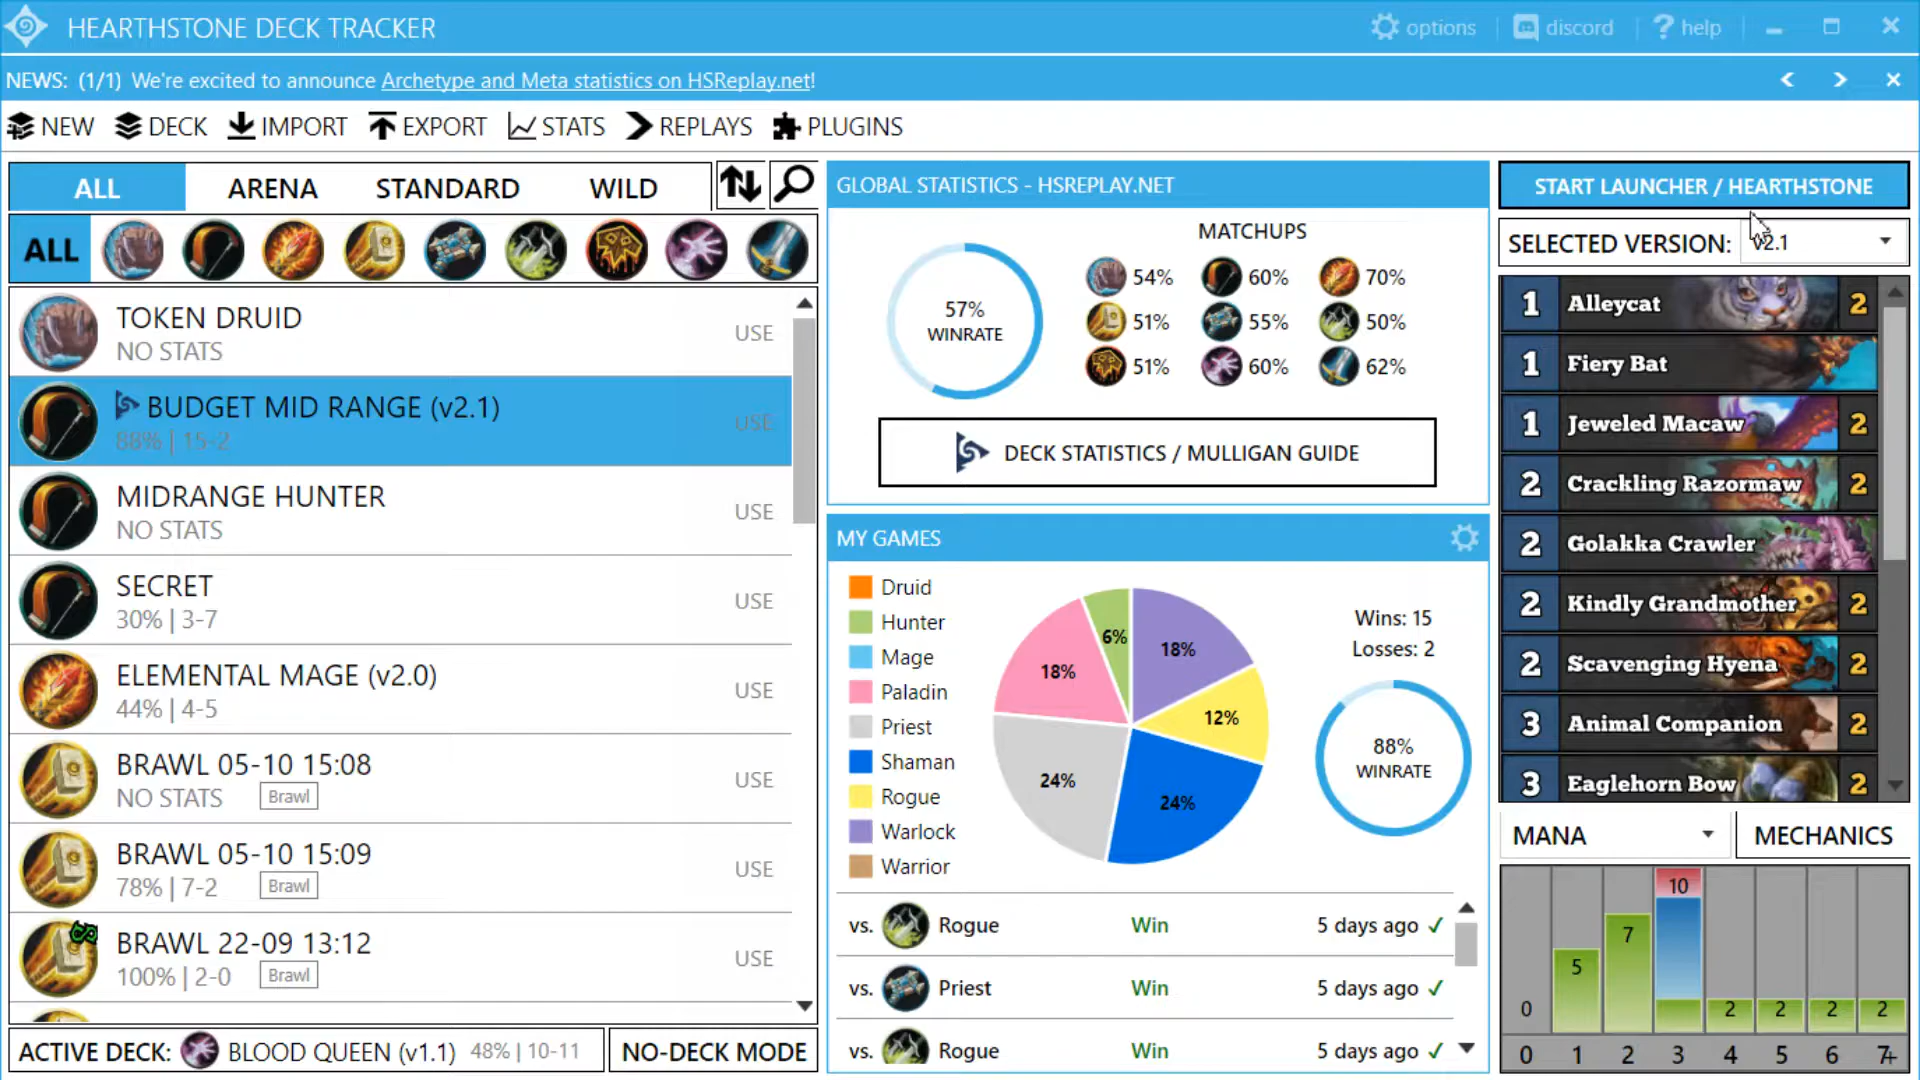 HEARTHSTONE DECK TRACKER
options
discord
? help
NEWS: (1/1) We're excited to announce Archetype and Meta statistics on HSReplay.net!
NEW
DECK
IMPORT
EXPORT
STATS
REPLAYS
PLUGINS
ALL
ARENA
STANDARD
WILD
ALL
TOKEN DRUID
NO STATS
USE
BUDGET MID RANGE (v2.1)
88% | 15-2
USE
MIDRANGE HUNTER
NO STATS
USE
SECRET
30% | 3-7
USE
ELEMENTAL MAGE (v2.0)
44% | 4-5
USE
BRAWL 05-10 15:08
NO STATS Brawl
USE
BRAWL 05-10 15:09
78% | 7-2 Brawl
USE
BRAWL 22-09 13:12
100% | 2-0 Brawl
USE
ACTIVE DECK: BLOOD QUEEN (v1.1) 48% | 10-11
NO-DECK MODE
GLOBAL STATISTICS - HSREPLAY.NET
57%
WINRATE
MATCHUPS
54% 60% 70%
51% 55% 50%
51% 60% 62%
DECK STATISTICS / MULLIGAN GUIDE
MY GAMES
Druid
Hunter
Mage
Paladin
Priest
Shaman
Rogue
Warlock
Warrior
6%
18%
18%
12%
24%
24%
Wins: 15
Losses: 2
88%
WINRATE
vs. Rogue Win 5 days ago ✓
vs. Priest Win 5 days ago ✓
vs. Rogue Win 5 days ago ✓
START LAUNCHER / HEARTHSTONE
SELECTED VERSION: v2.1
1 Alleycat 2
1 Fiery Bat
1 Jeweled Macaw 2
2 Crackling Razormaw 2
2 Golakka Crawler
2 Kindly Grandmother 2
2 Scavenging Hyena 2
3 Animal Companion 2
3 Eaglehorn Bow 2
MANA
MECHANICS
0 5 7 10 2 2 2 2
0 1 2 3 4 5 6 7+